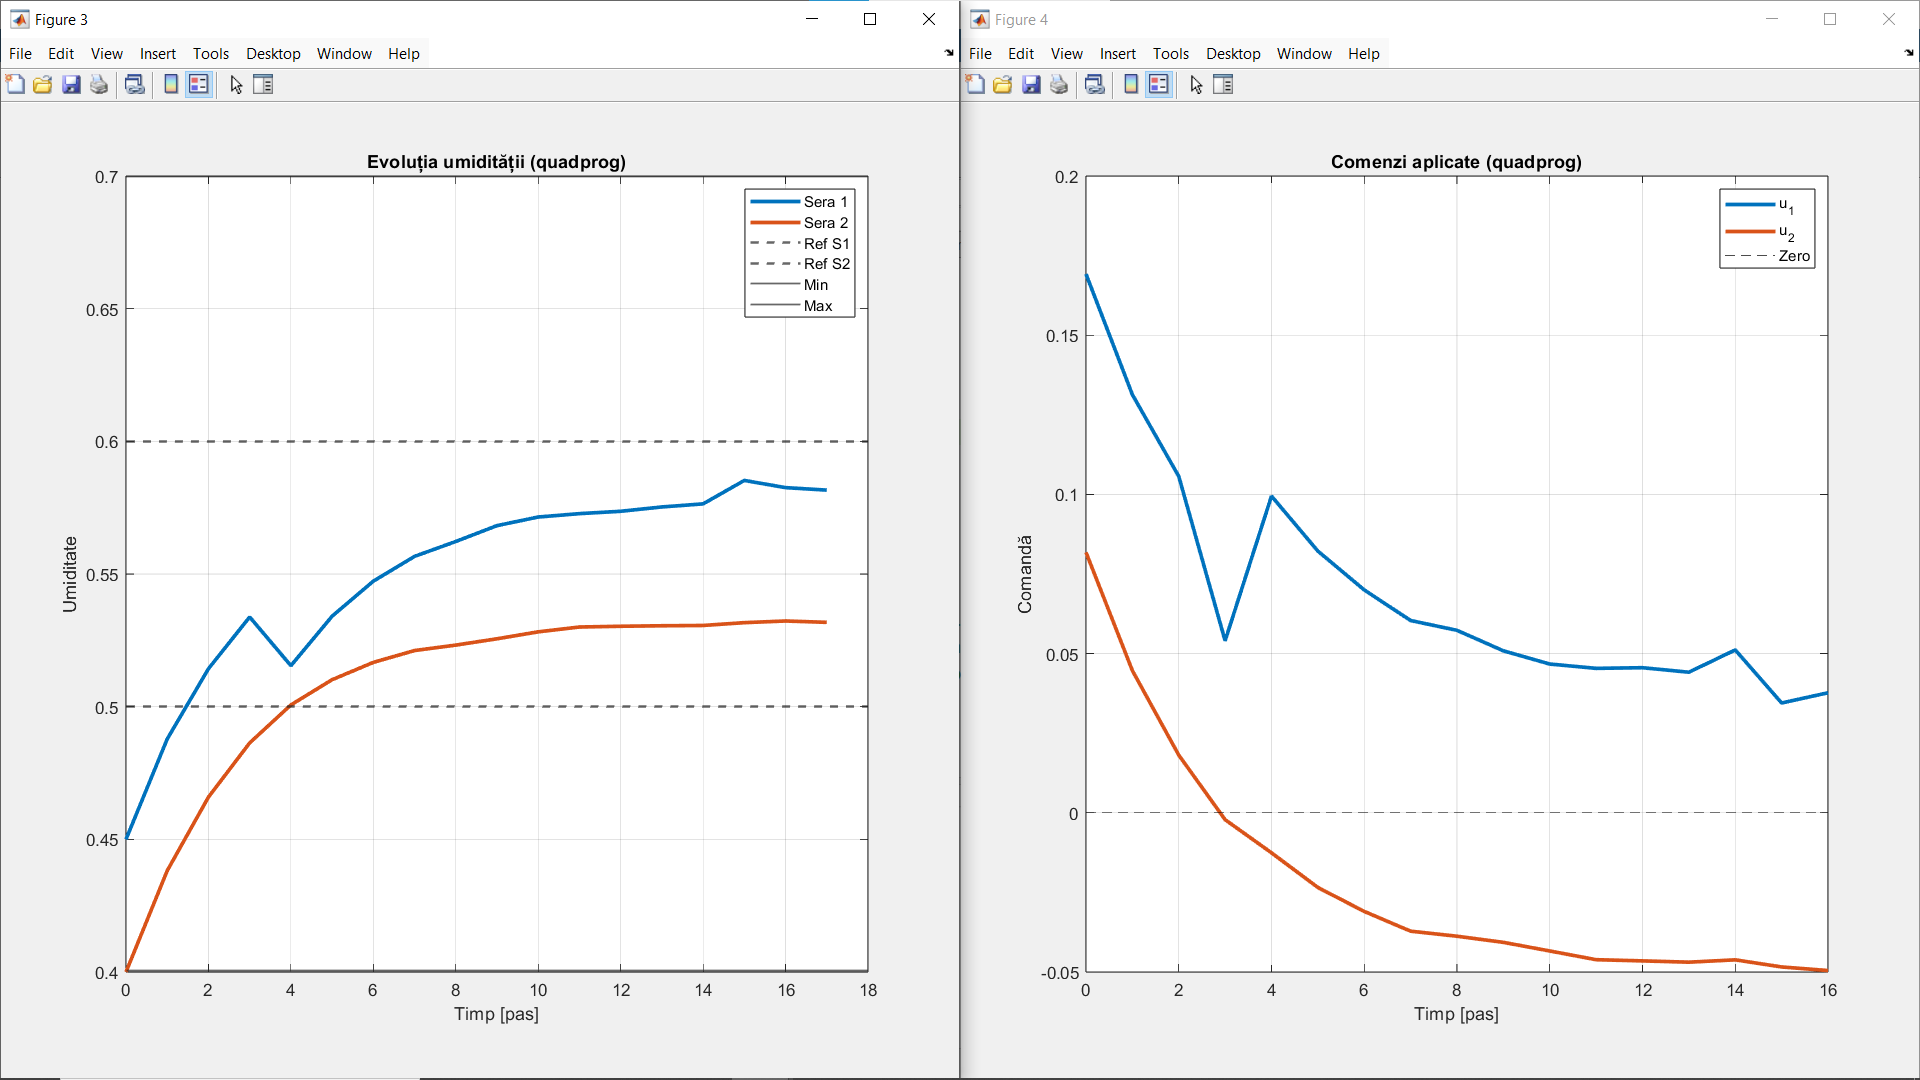 Figure 3
File Edit View Insert Tools Desktop Window Help
Evoluția umidității (quadprog)
0.7
0.65
0.6
0.55
0.5
0.45
0.4
Umiditate
Sera 1
Sera 2
Ref S1
Ref S2
Min
Max
0 2 4 6 8 10 12 14 16 18
Timp [pas]
Figure 4
File Edit View Insert Tools Desktop Window Help
Comenzi aplicate (quadprog)
0.2
0.15
0.1
0.05
0
-0.05
Comandă
u1
u2
Zero
0 2 4 6 8 10 12 14 16
Timp [pas]